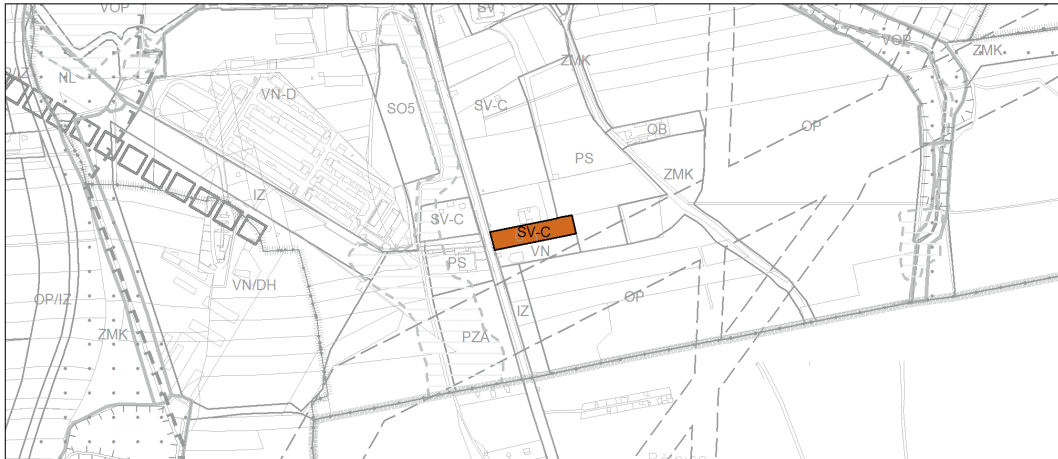 VOP
SV
VOP
ZMK
ZMK
NL
VN-D
SO5
SV-C
OB
OP
PS
ZMK
IZ
SV-C
SV-C
VN
PS
VN/DH
OP/IZ
OP
IZ
ZMK
PZA